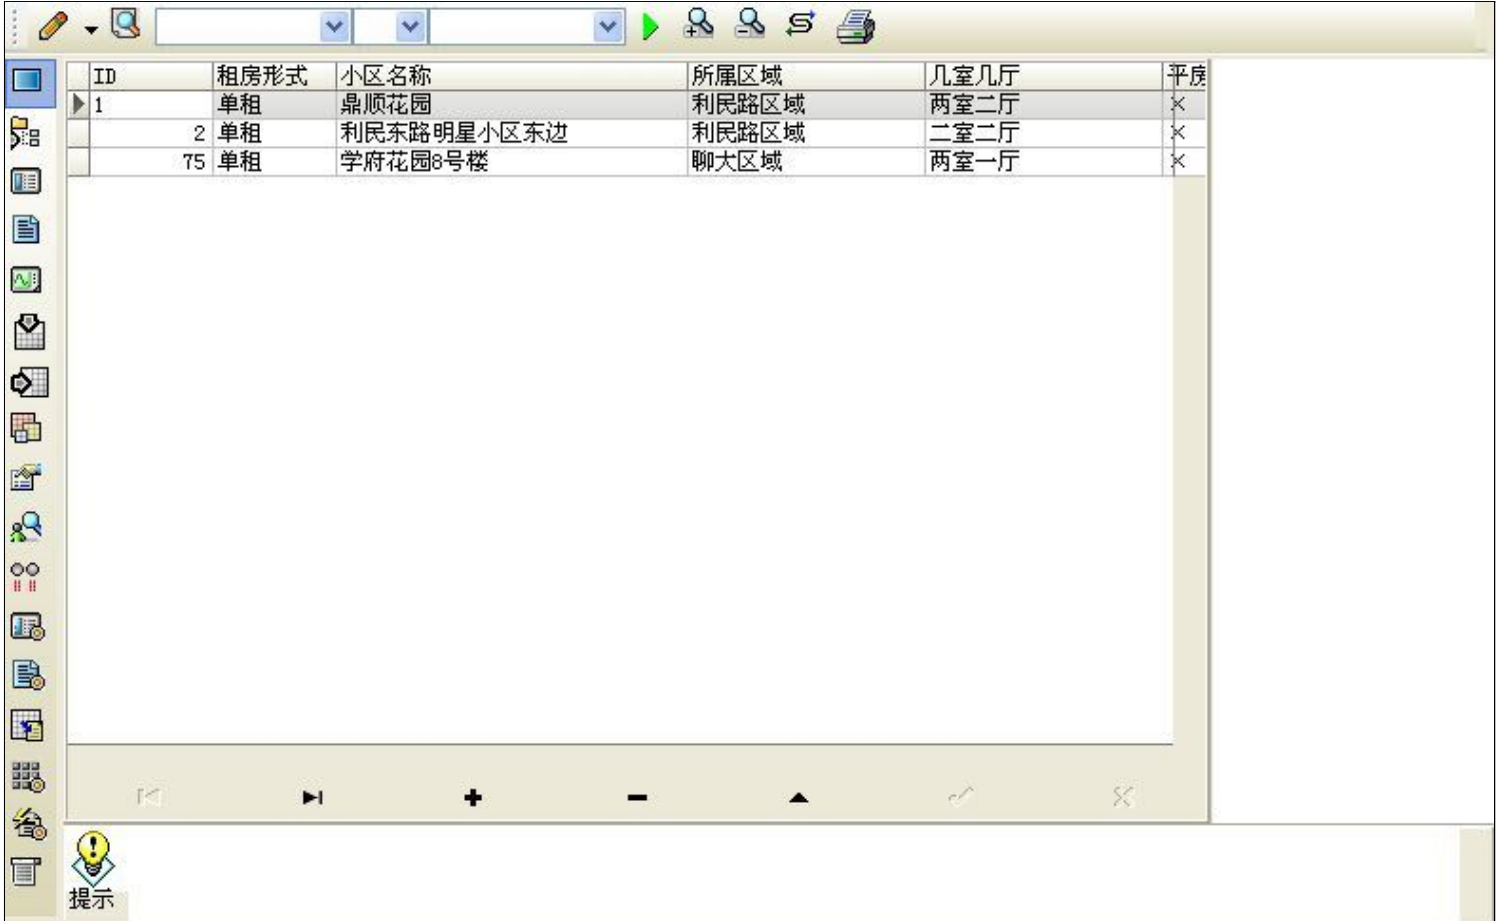 ID 租房形式 小区名称 所属区域 几室几厅
1 单租 鼎顺花园 利民路区域 两室二厅 ×
2 单租 利民东路明星小区东边 利民路区域 二室二厅 ×
75 单租 学府花园8号楼 聊大区域 两室一厅 ×
提示